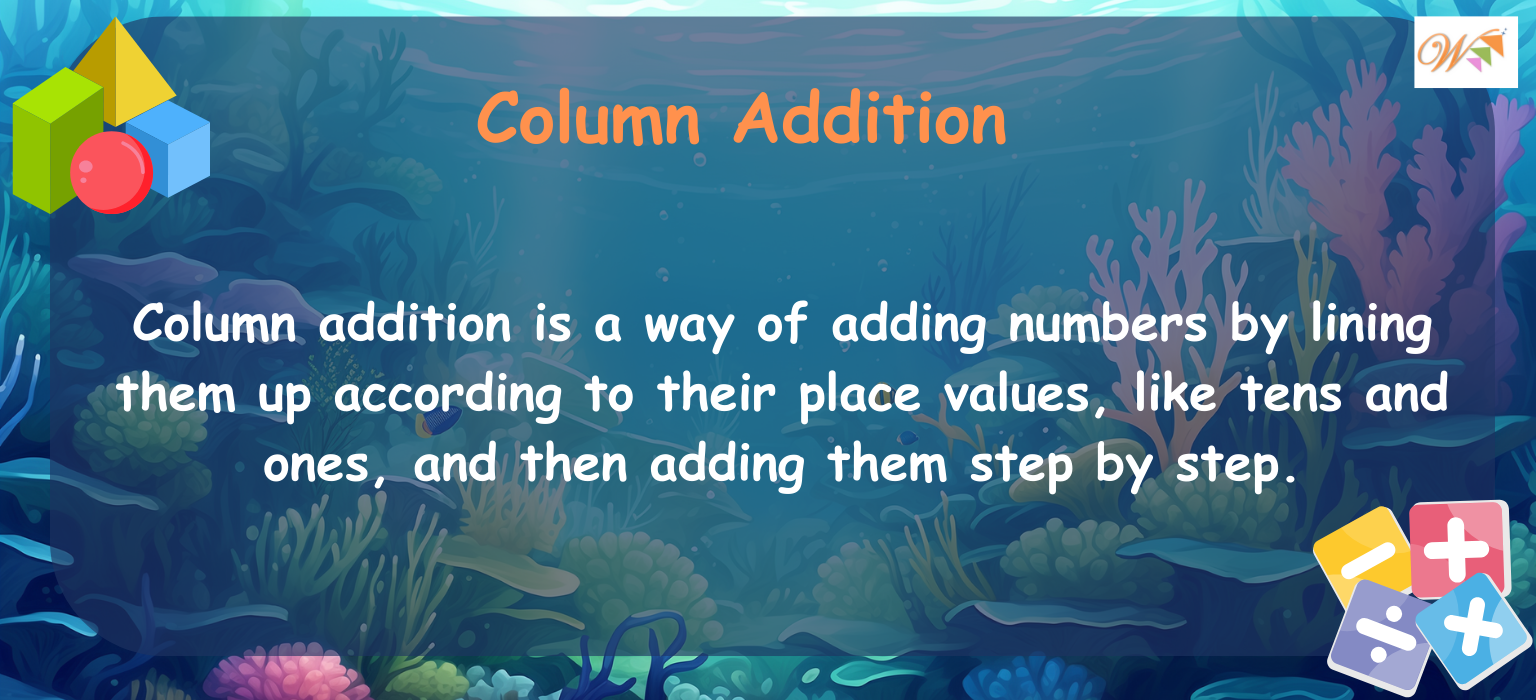 Column Addition
Column addition is a way of adding numbers by lining
them up according to their place values, like tens and
ones, and then adding them step by step.
W